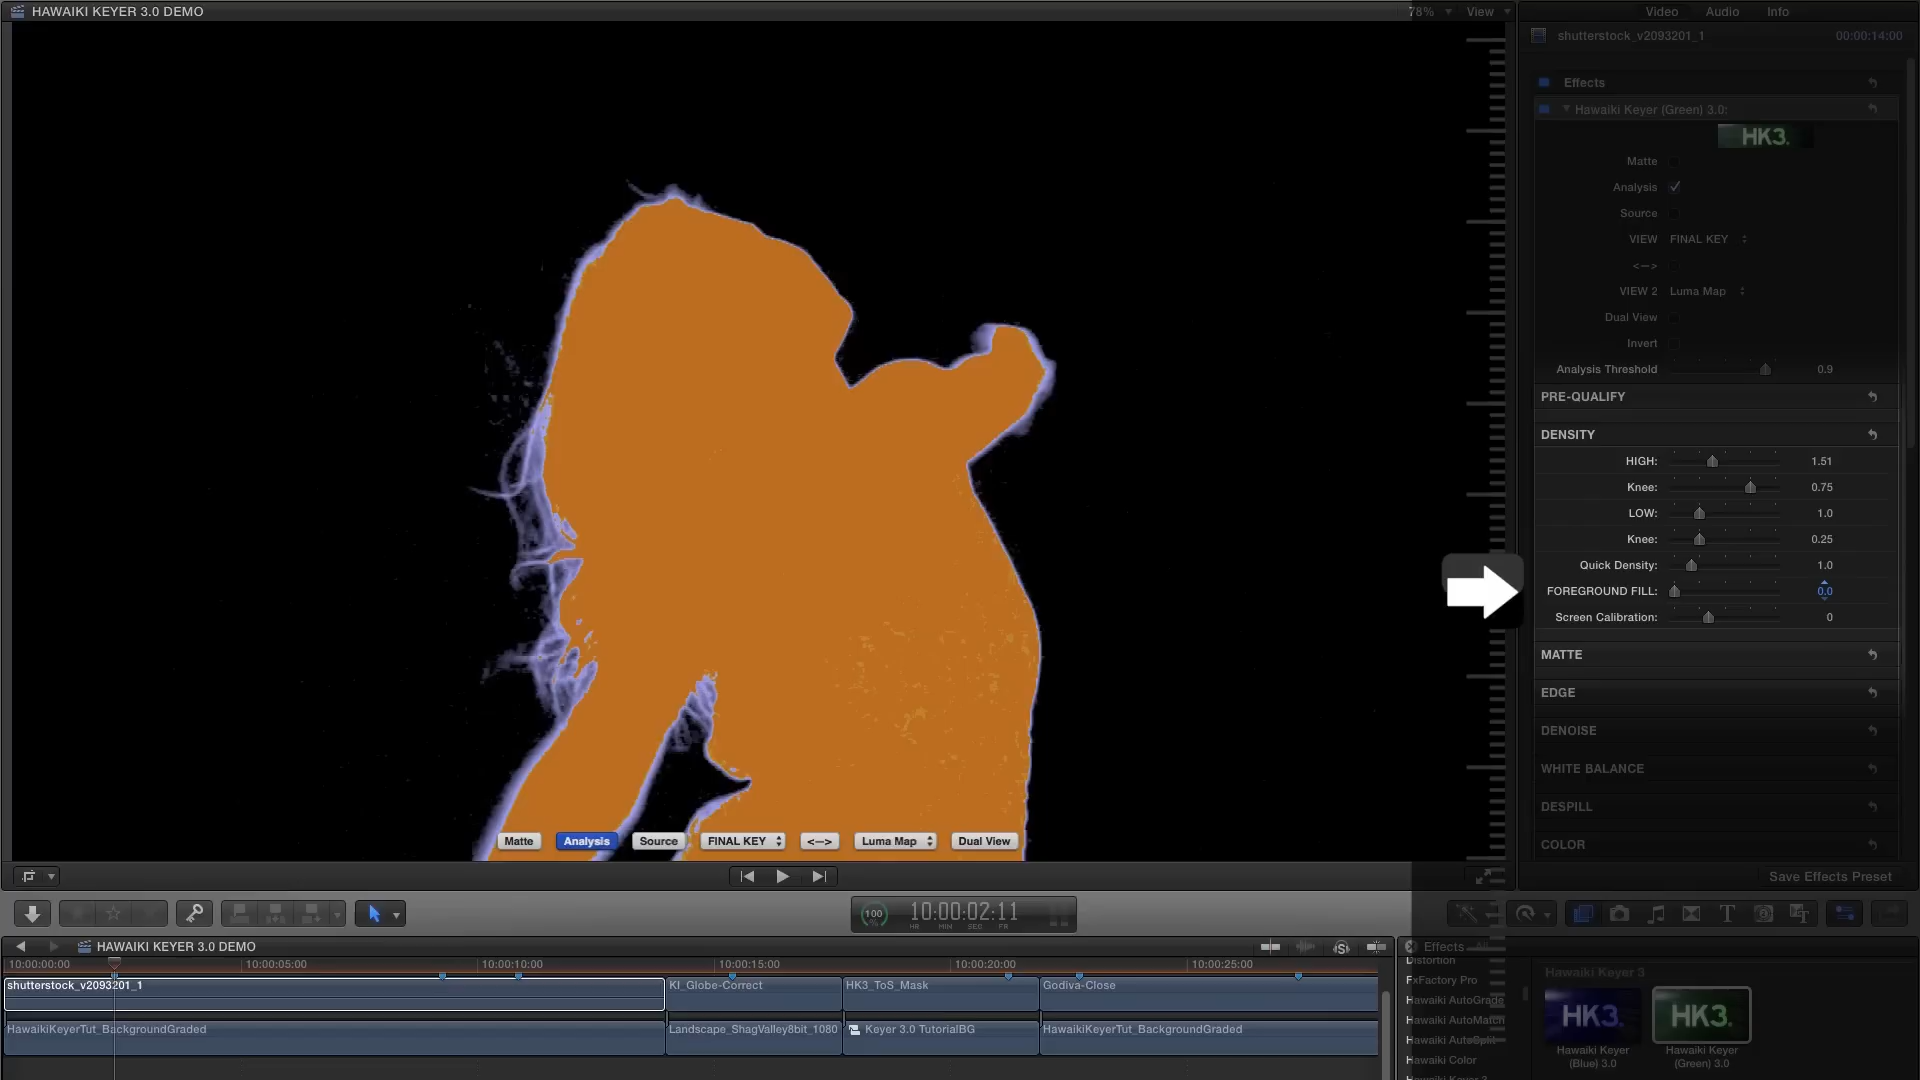 HAWAIKI KEYER 3.0 DEMO
78%
View
Video
Audio
Info
shutterstock_v2093201_1
00:00:14:00
Effects
Hawaiki Keyer (Green) 3.0:
HK3.
Matte
Analysis
Source
VIEW FINAL KEY
<-->
VIEW 2 Luma Map
Dual View
Invert
Analysis Threshold 0.9
PRE-QUALIFY
DENSITY
HIGH: 1.51
Knee: 0.75
LOW: 1.0
Knee: 0.25
Quick Density: 1.0
FOREGROUND FILL: 0.0
Screen Calibration: 0
MATTE
EDGE
DENOISE
WHITE BALANCE
DESPILL
COLOR
Matte Analysis Source FINAL KEY <--> Luma Map Dual View
Save Effects Preset
100 %
10:00:02:11
HR MIN SEC FR
HAWAIKI KEYER 3.0 DEMO
10:00:00:00 10:00:05:00 10:00:10:00 10:00:15:00 10:00:20:00 10:00:25:00
shutterstock_v2093201_1 KI_Globe-Correct HK3_ToS_Mask Godiva-Close
HawaikiKeyerTut_BackgroundGraded Landscape_ShagValley8bit_1080 Keyer 3.0 TutorialBG HawaikiKeyerTut_BackgroundGraded
Effects All
Distortion
FxFactory Pro
Hawaiki AutoGrade
Hawaiki AutoMatch
Hawaiki AutoSplit
Hawaiki Color
Hawaiki Keyer 3
Hawaiki Keyer 3
HK3. HK3.
Hawaiki Keyer (Blue) 3.0
Hawaiki Keyer (Green) 3.0